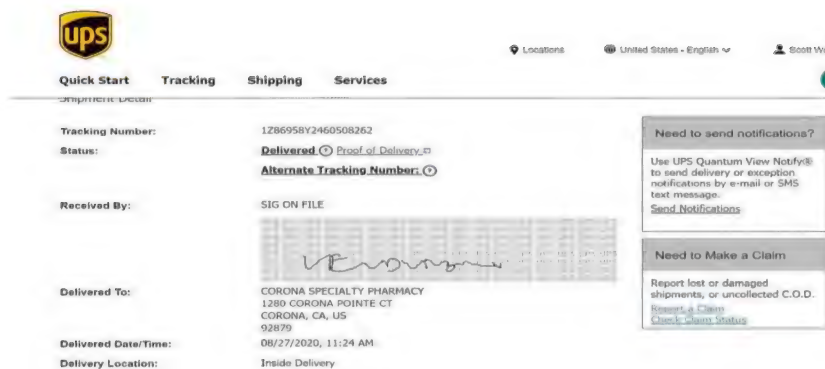 ups
Locations
United States - English
Quick Start Tracking Shipping Services
Shipment Detail
Tracking Number: 1Z86958Y2460508262
Status: Delivered Proof of Delivery
Alternate Tracking Number:
Received By: SIG ON FILE
Delivered To: CORONA SPECIALTY PHARMACY
1280 CORONA POINTE CT
CORONA, CA, US
92879
Delivered Date/Time: 08/27/2020, 11:24 AM
Delivery Location: Inside Delivery
Need to send notifications?
Use UPS Quantum View Notify®
to send delivery or exception
notifications by e-mail or SMS
text message.
Send Notifications
Need to Make a Claim
Report lost or damaged
shipments, or uncollected C.O.D.
Report a Claim
Check Claim Status